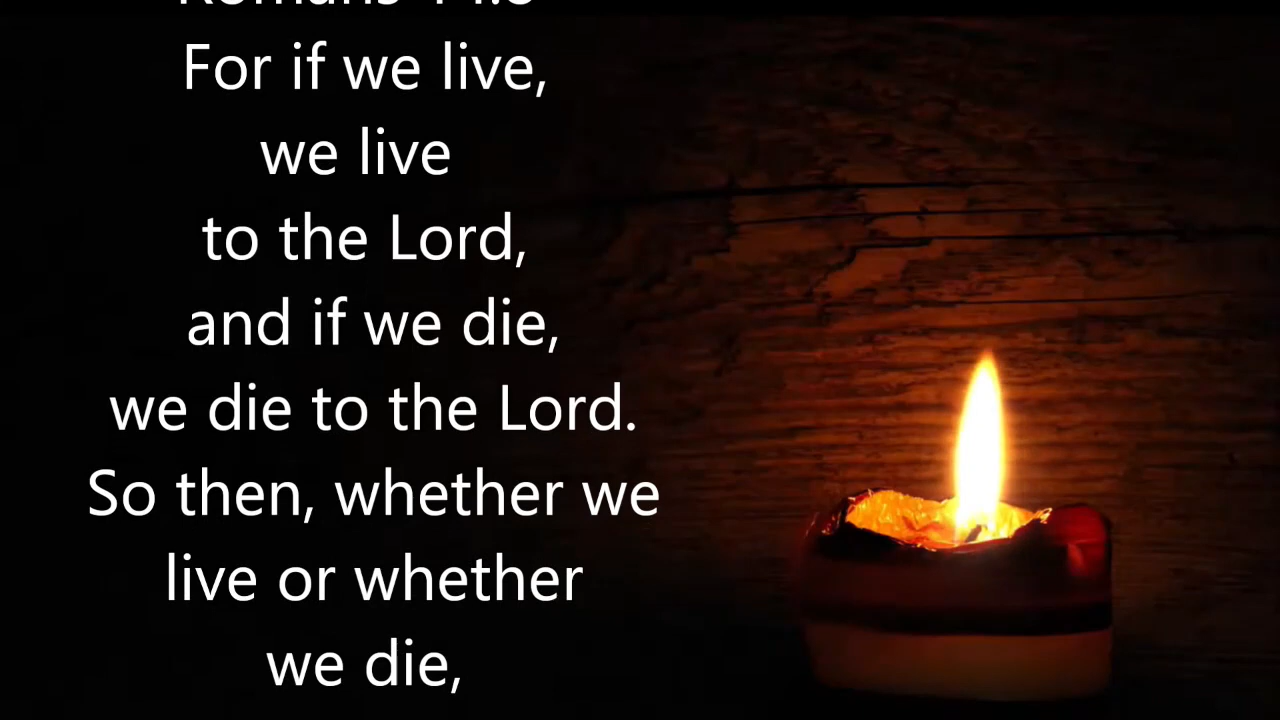 For if we live,
we live
to the Lord,
and if we die,
we die to the Lord.
So then, whether we
live or whether
we die,